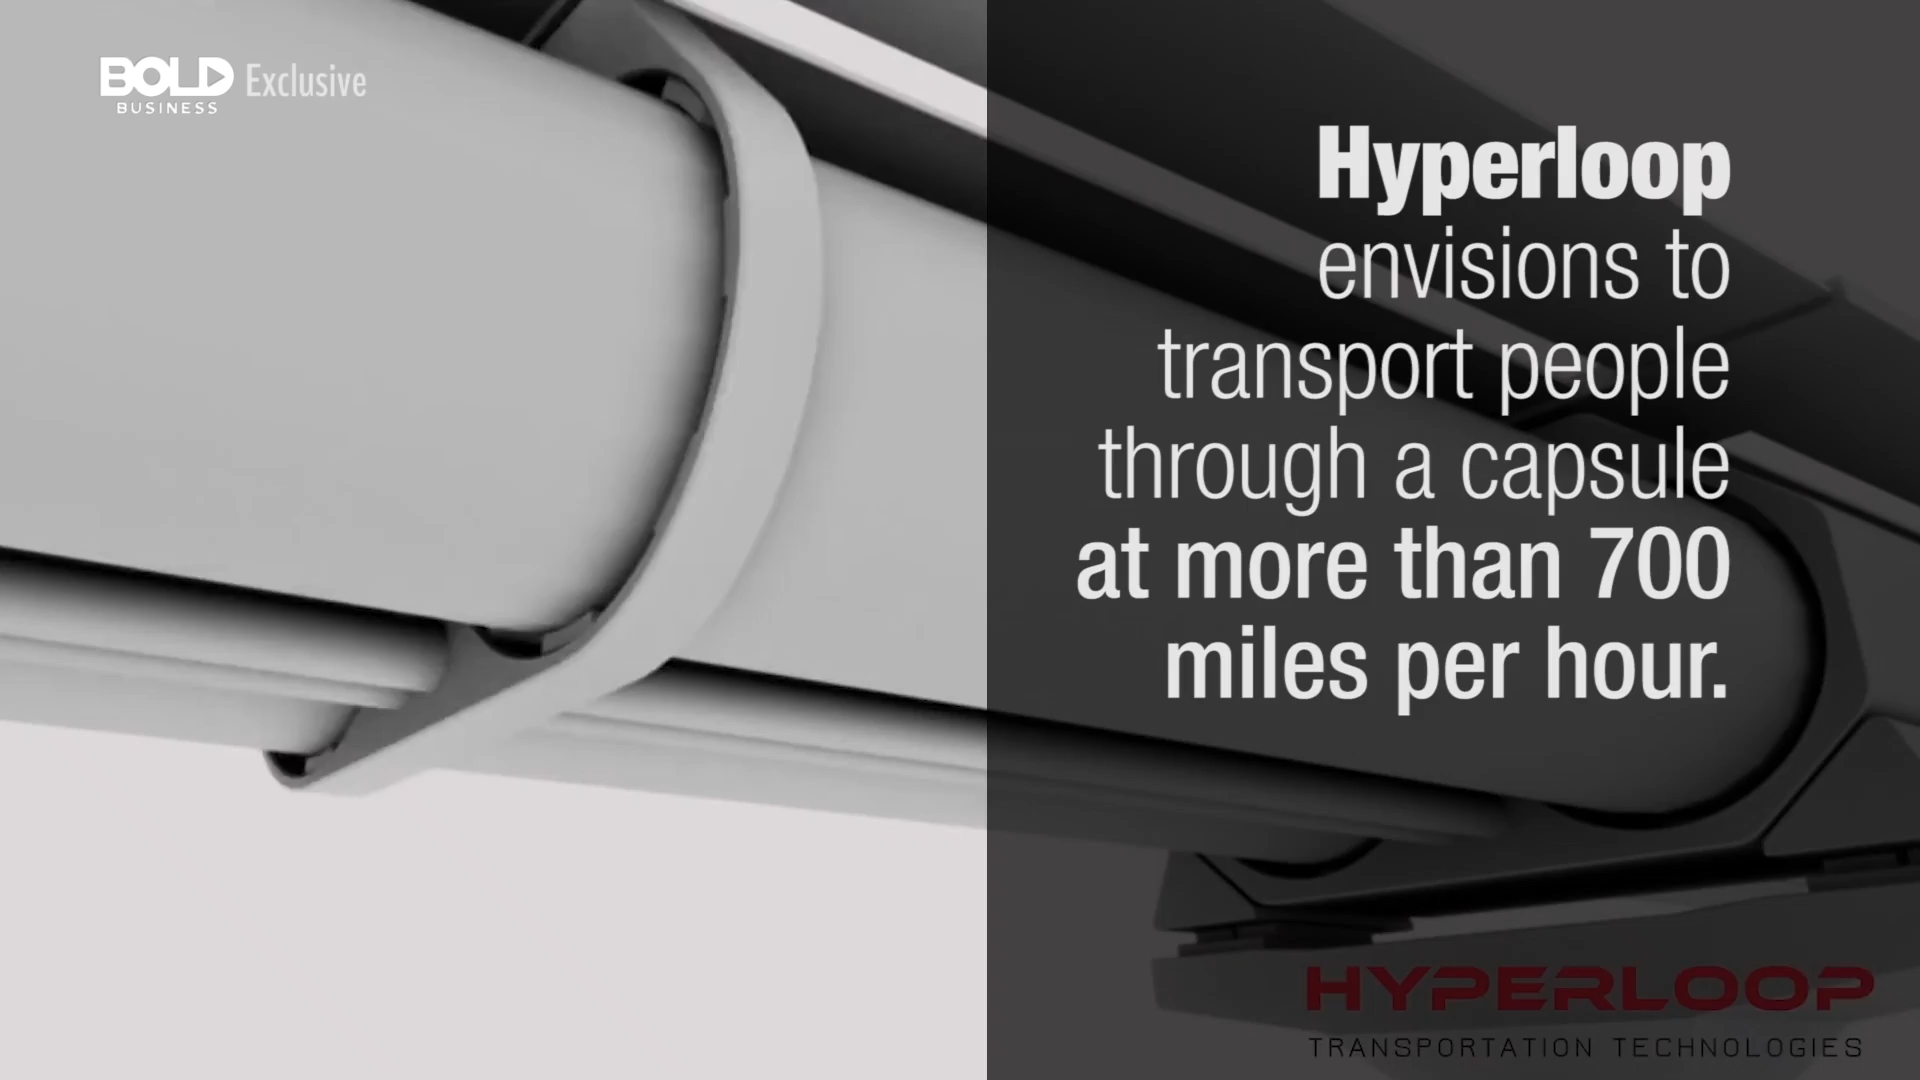 BOLD Exclusive
BUSINESS
Hyperloop
envisions to
transport people
through a capsule
at more than 700
miles per hour.
HYPERLOOP
TRANSPORTATION TECHNOLOGIES